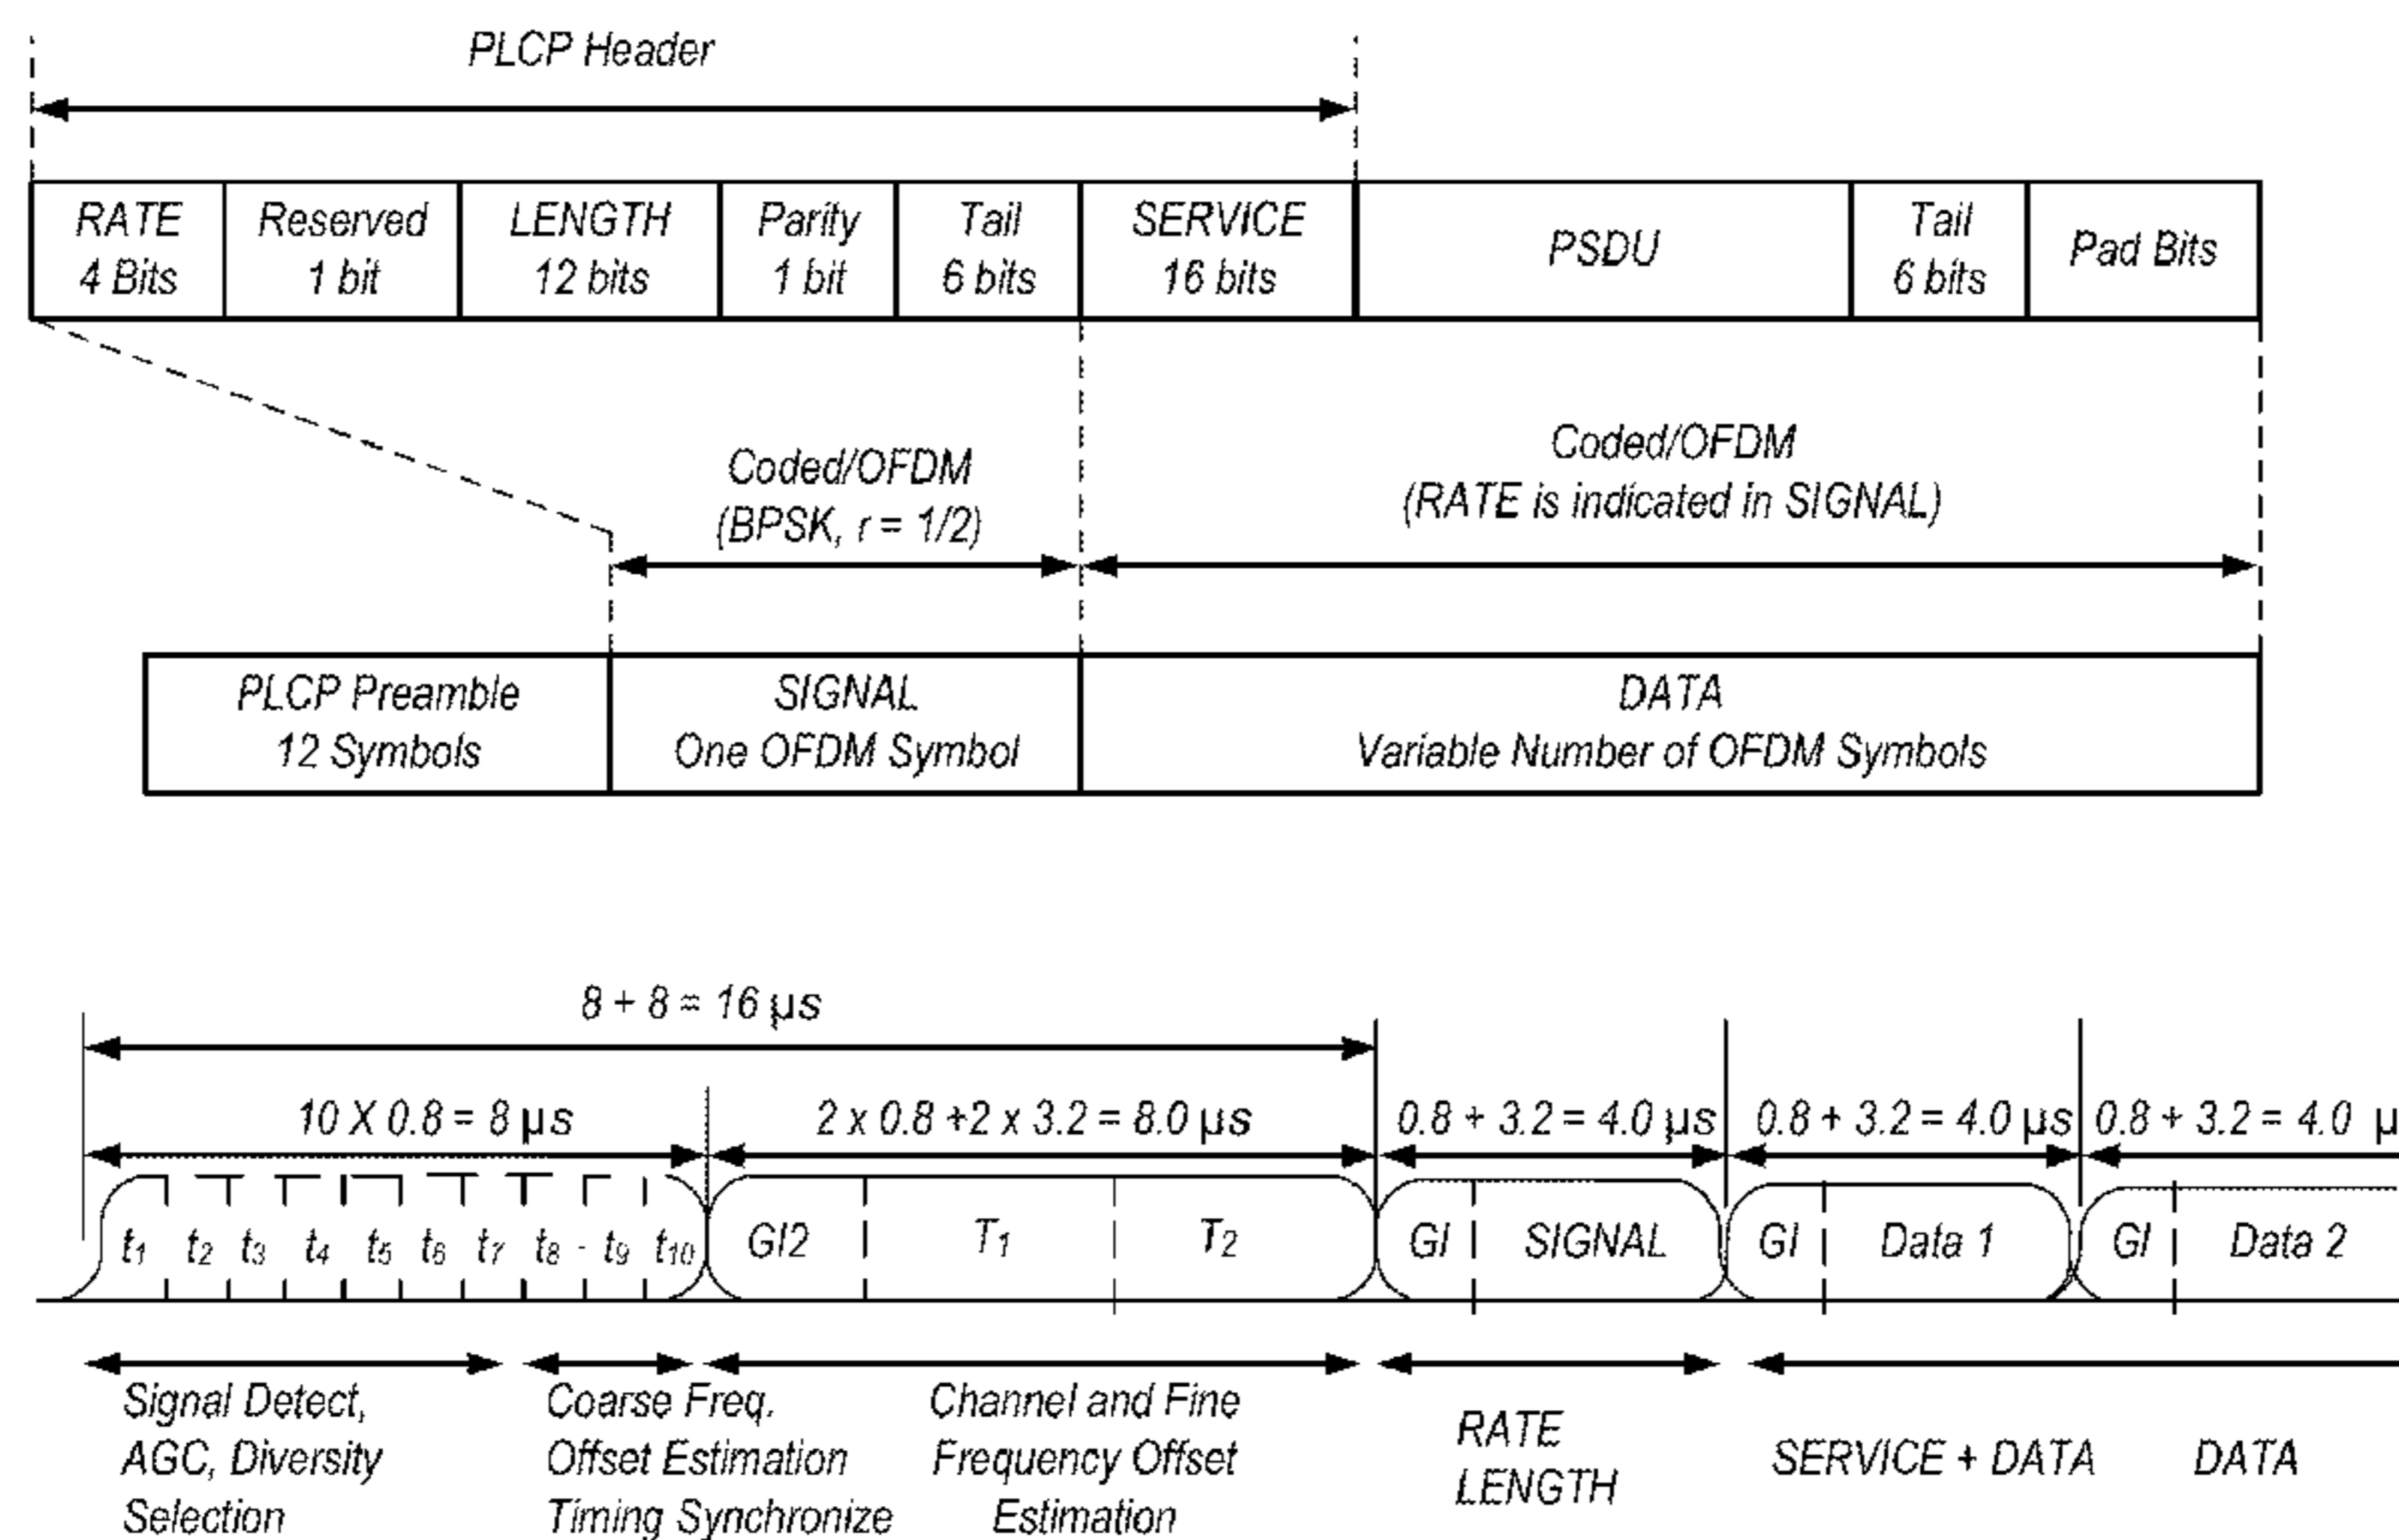 PLCP Header
RATE
4 Bits
Reserved
1 bit
LENGTH
12 bits
Parity
1 bit
Tail
6 bits
SERVICE
16 bits
PSDU
Tail
6 bits
Pad Bits
Coded/OFDM
(BPSK, r = 1/2)
Coded/OFDM
(RATE is indicated in SIGNAL)
PLCP Preamble
12 Symbols
SIGNAL
One OFDM Symbol
DATA
Variable Number of OFDM Symbols
8 + 8 = 16 µs
10 X 0.8 = 8 µs
2 x 0.8 +2 x 3.2 = 8.0 µs
0.8 + 3.2 = 4.0 µs
0.8 + 3.2 = 4.0 µs
0.8 + 3.2 = 4.0 µ
t1 t2 t3 t4 t5 t6 t7 t8 - t9 t10
GI2
T1
T2
GI
SIGNAL
GI
Data 1
GI
Data 2
Signal Detect,
AGC, Diversity
Selection
Coarse Freq.
Offset Estimation
Timing Synchronize
Channel and Fine
Frequency Offset
Estimation
RATE
LENGTH
SERVICE + DATA
DATA